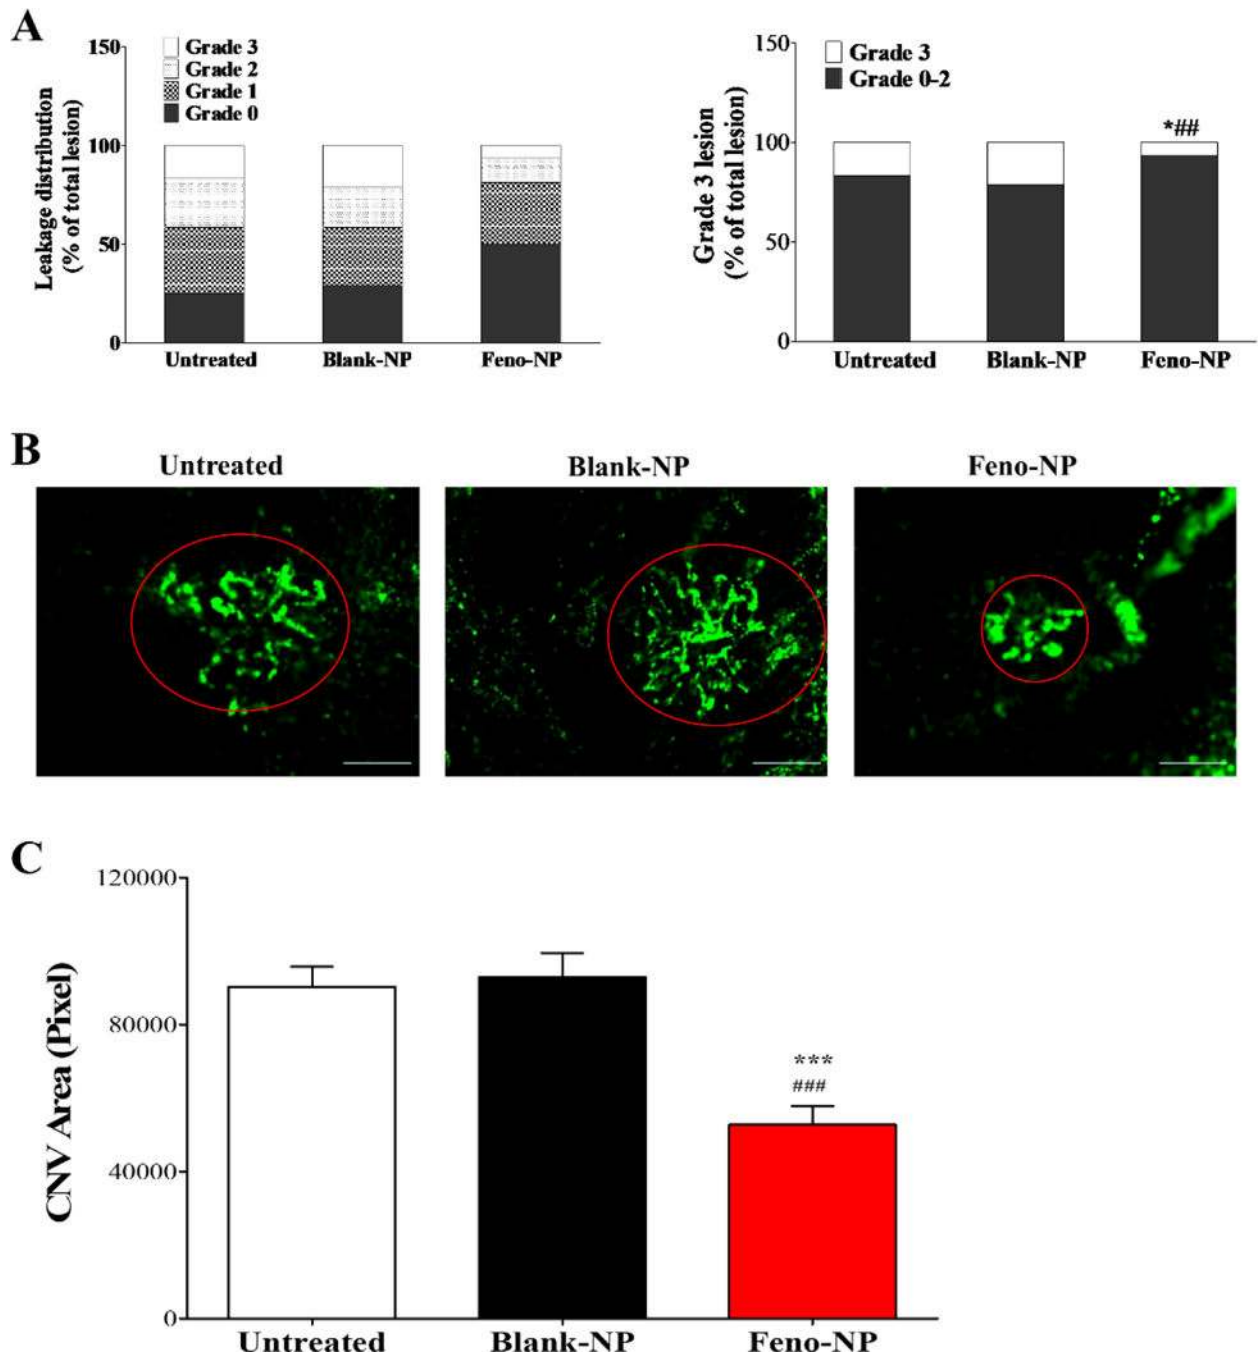 A
150
100
50
0
Leakage distribution
(% of total lesion)
Grade 3
Grade 2
Grade 1
Grade 0
Untreated Blank-NP Feno-NP
150
100
50
0
Grade 3 lesion
(% of total lesion)
Grade 3
Grade 0-2
*##
Untreated Blank-NP Feno-NP
B
Untreated Blank-NP Feno-NP
C
120000
80000
40000
0
CNV Area (Pixel)
***
###
Untreated Blank-NP Feno-NP